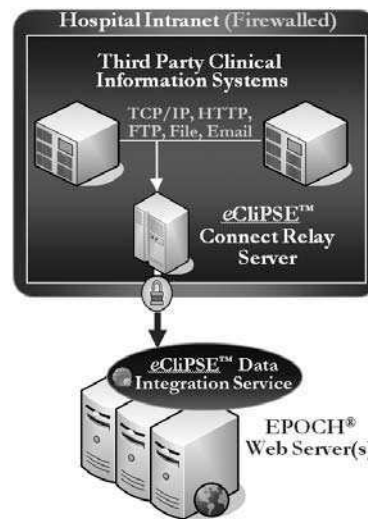 Hospital Intranet (Firewalled)
Third Party Clinical
Information Systems
TCP/IP, HTTP,
FTP, File, Email
eCliPSE™
Connect Relay
Server
eCliPSE™ Data
Integration Service
EPOCH®
Web Server(s)